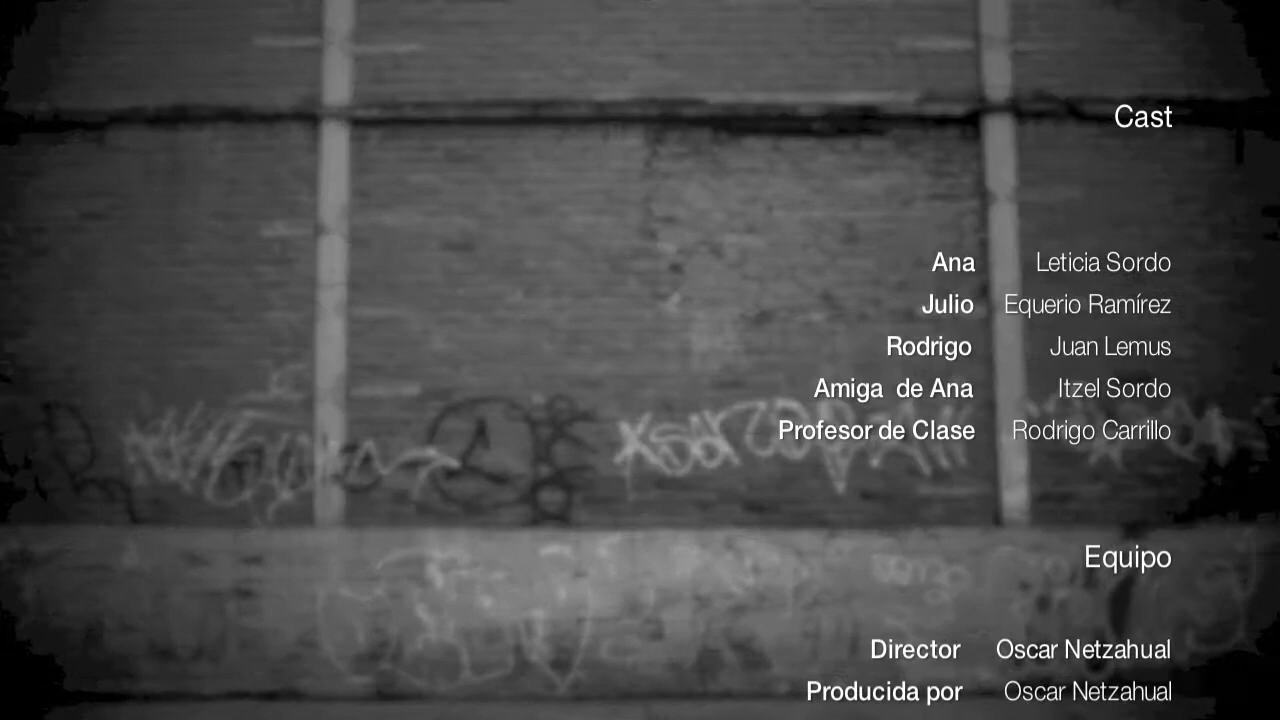 Cast
Ana Leticia Sordo
Julio Equerio Ramírez
Rodrigo Juan Lemus
Amiga de Ana Itzel Sordo
Profesor de Clase Rodrigo Carrillo
Equipo
Director Oscar Netzahual
Producida por Oscar Netzahual